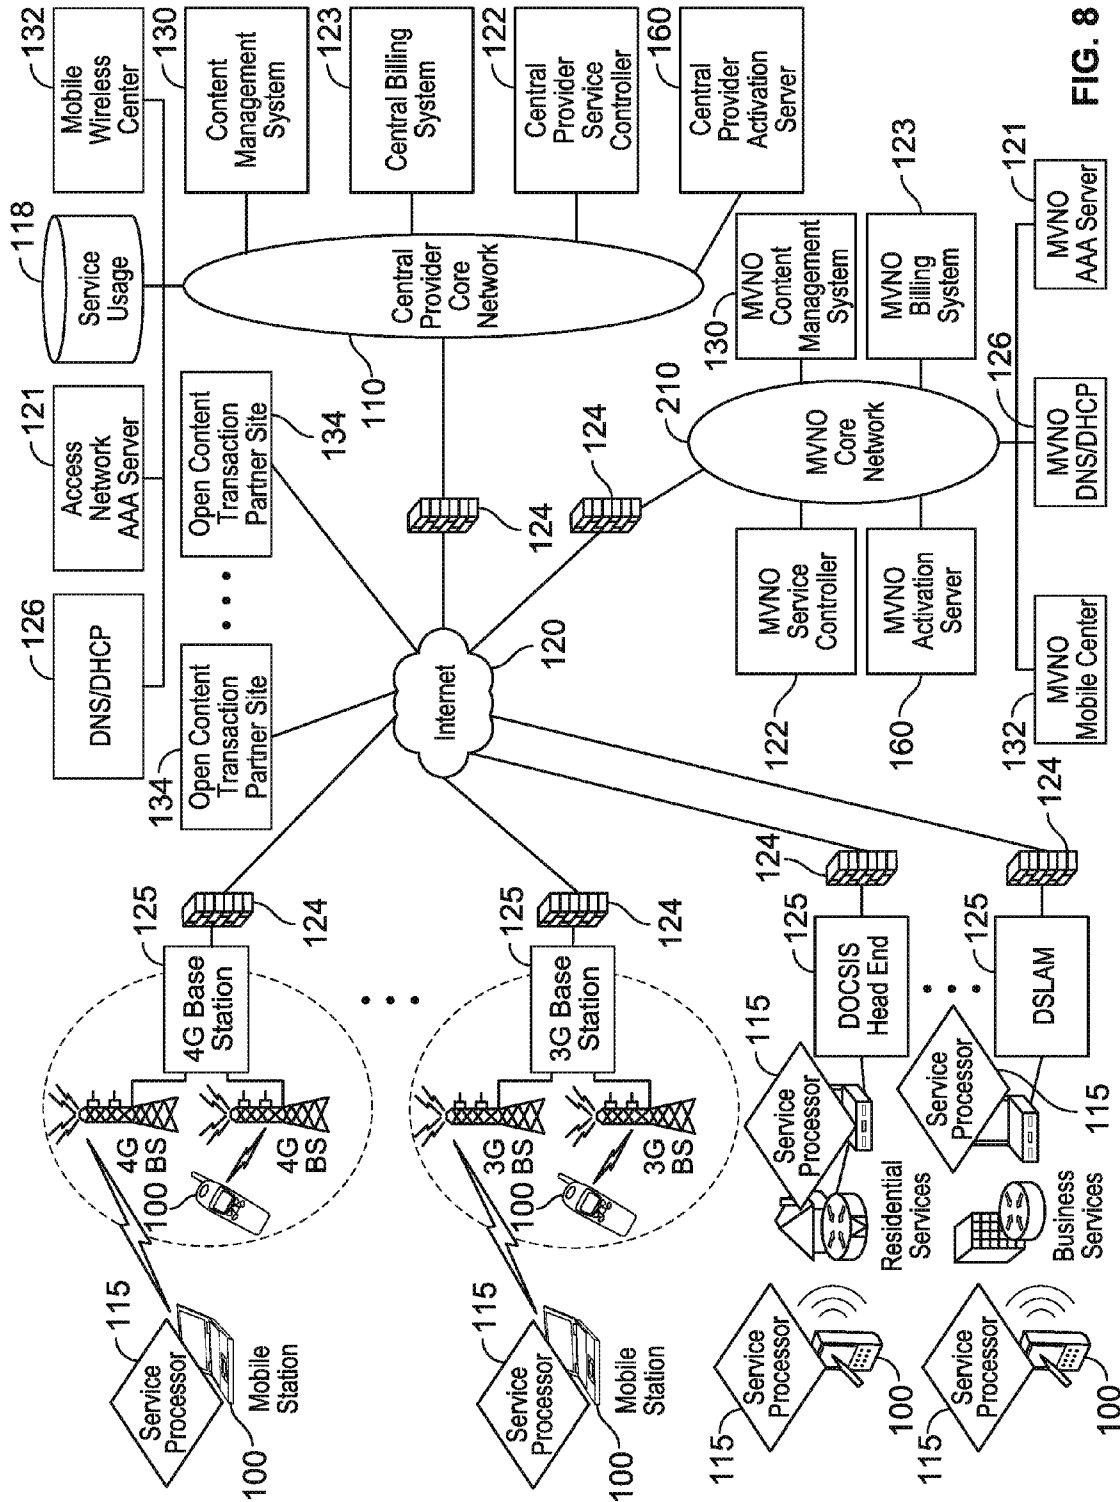 132
Mobile
Wireless
Center
118
Service
Usage
121
Access
Network
AAA Server
126
DNS/DHCP
130
Content
Management
System
123
Central Billing
System
122
Central
Provider
Service
Controller
160
Central
Provider
Activation
Server
Central
Provider
Core
Network
110
Open Content
Transaction
Partner Site
134
• • •
Open Content
Transaction
Partner Site
134
124
124
Internet
120
210
MVNO
Core
Network
130
MVNO
Content
Management
System
123
MVNO
Billing
System
122
MVNO
Service
Controller
160
MVNO
Activation
Server
121
MVNO
AAA Server
126
MVNO
DNS/DHCP
132
MVNO
Mobile Center
125
4G Base
Station
124
4G
BS
4G
BS
100
115
Service
Processor
100
Mobile
Station
• • •
125
3G Base
Station
124
3G
BS
3G
BS
100
115
Service
Processor
100
Mobile
Station
124
125
DOCSIS
Head End
115
Service
Processor
Residential
Services
115
Service
Processor
100
• • •
124
125
DSLAM
Service
Processor
115
Business
Services
115
Service
Processor
100
FIG. 8